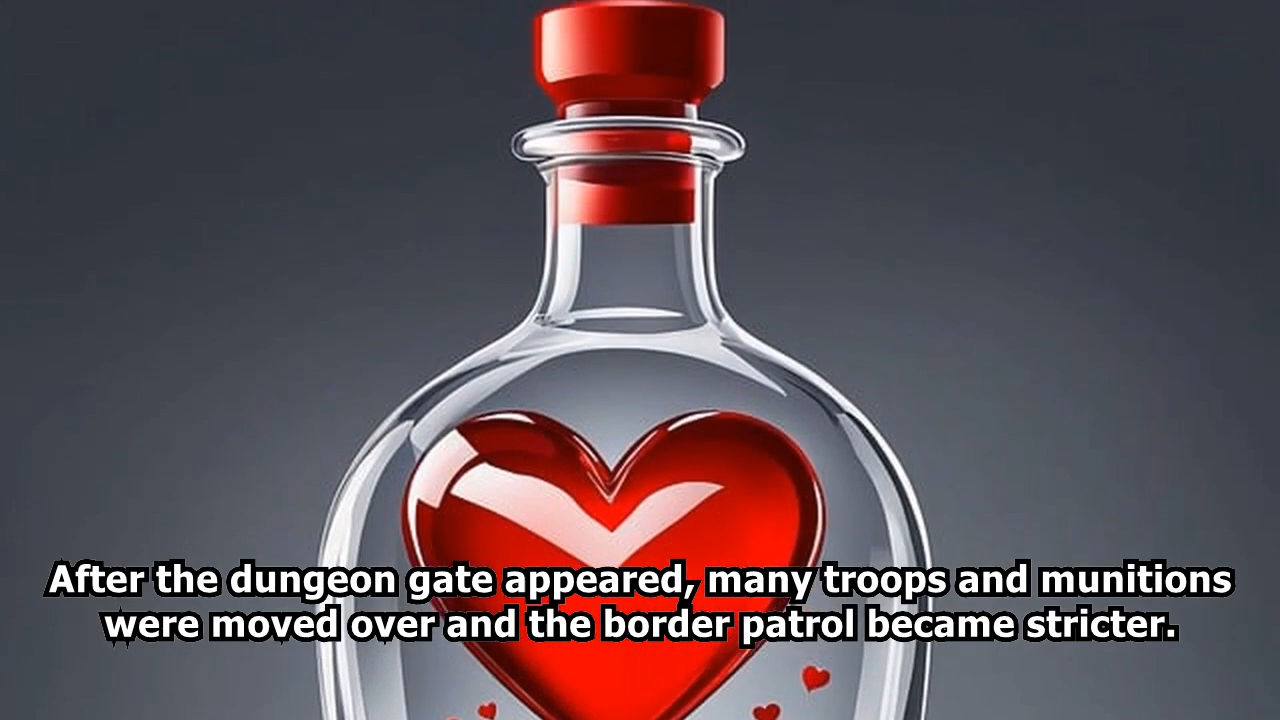 After the dungeon gate appeared, many troops and munitions
were moved over and the border patrol became stricter.